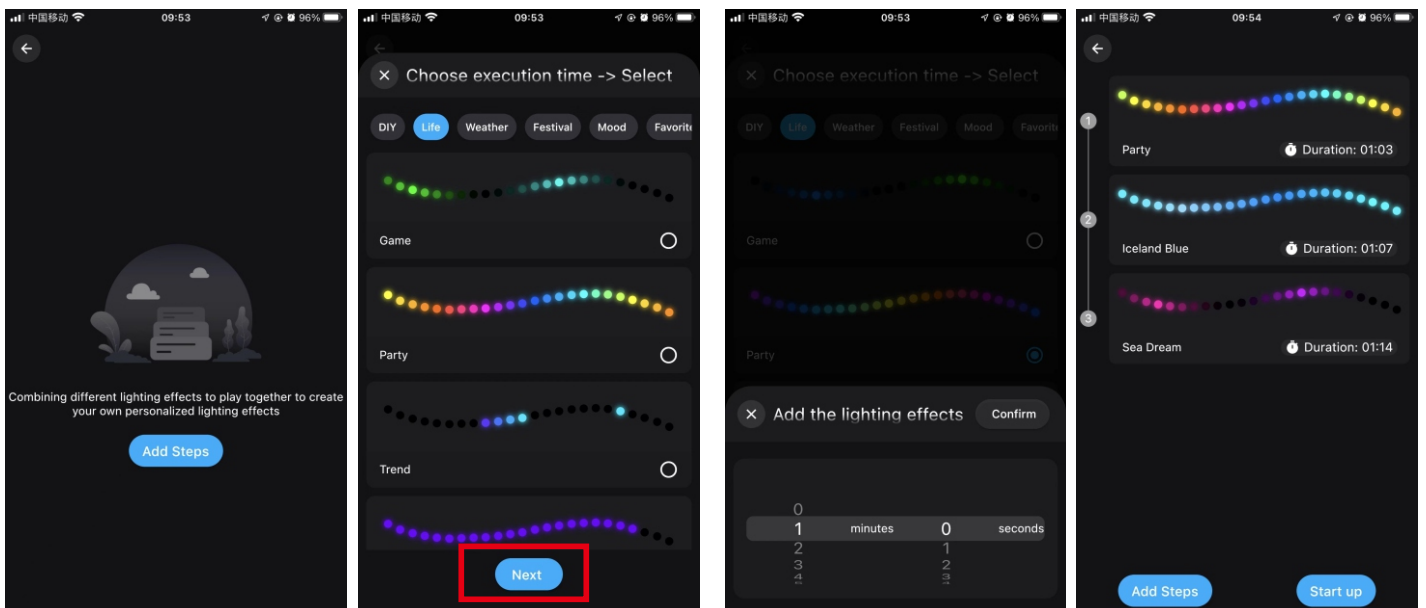 中国移动 09:53 96%
Combining different lighting effects to play together to create
your own personalized lighting effects
Add Steps
中国移动 09:53 96%
Choose execution time -> Select
DIY Life Weather Festival Mood Favorite
Game
Party
Trend
Next
中国移动 09:53 96%
Choose execution time -> Select
DIY Life Weather Festival Mood Favorite
Game
Party
Add the lighting effects Confirm
0
1 minutes 0 seconds
2 1
3 2
4 3
中国移动 09:54 96%
1
Party Duration: 01:03
2
Iceland Blue Duration: 01:07
3
Sea Dream Duration: 01:14
Add Steps Start up